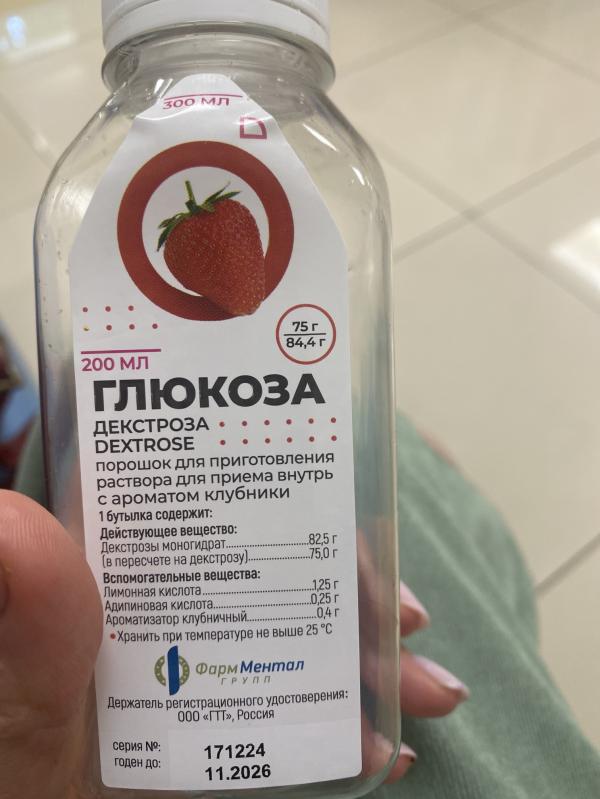 300 МЛ
75 г
84,4 г
200 МЛ
ГЛЮКОЗА
ДЕКСТРОЗА
DEXTROSE
порошок для приготовления
раствора для приема внутрь
с ароматом клубники
1 бутылка содержит:
Действующее вещество:
Декстрозы моногидрат.....................82,5 г
(в пересчете на декстрозу)................75,0 г
Вспомогательные вещества:
Лимонная кислота..........................1,25 г
Адипиновая кислота.......................0,25 г
Ароматизатор клубничный.................0,4 г
•Хранить при температуре не выше 25 °C
ФармМентал
ГРУПП
Держатель регистрационного удостоверения:
ООО «ГТТ», Россия
серия №: 171224
годен до: 11.2026